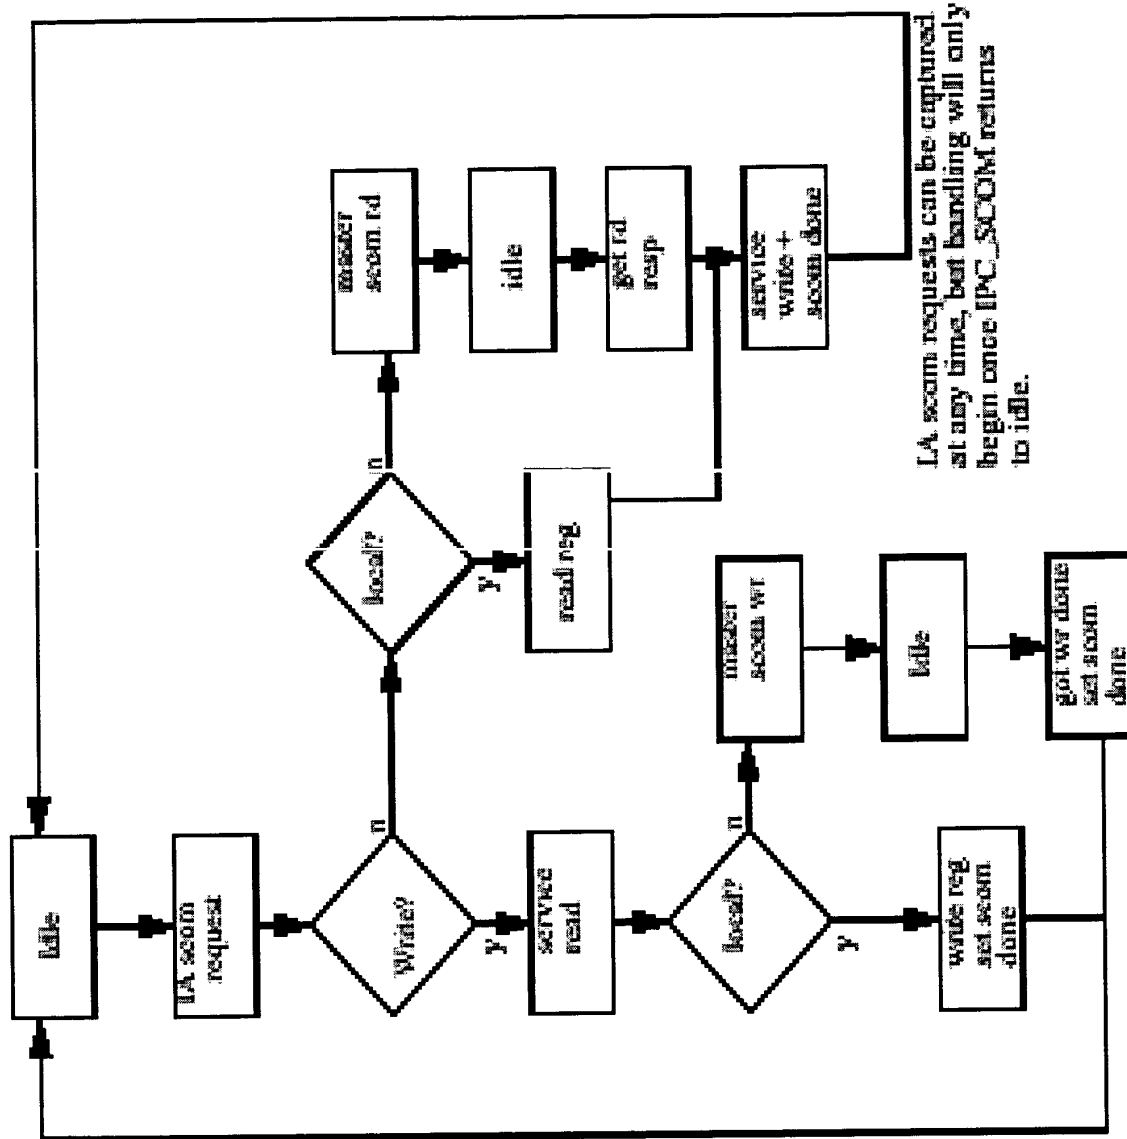 Idle
IA scom
request
Write?
n
y
local?
n
y
master
scom rd
idle
get rd
resp
read reg
service
write +
scom done
service
read
local?
n
y
master
scom wr
Idle
got wr done
set scom
done
write reg
set scom
done
IA scom requests can be captured
at any time, but handling will only
begin once IPC_SCOM returns
to idle.